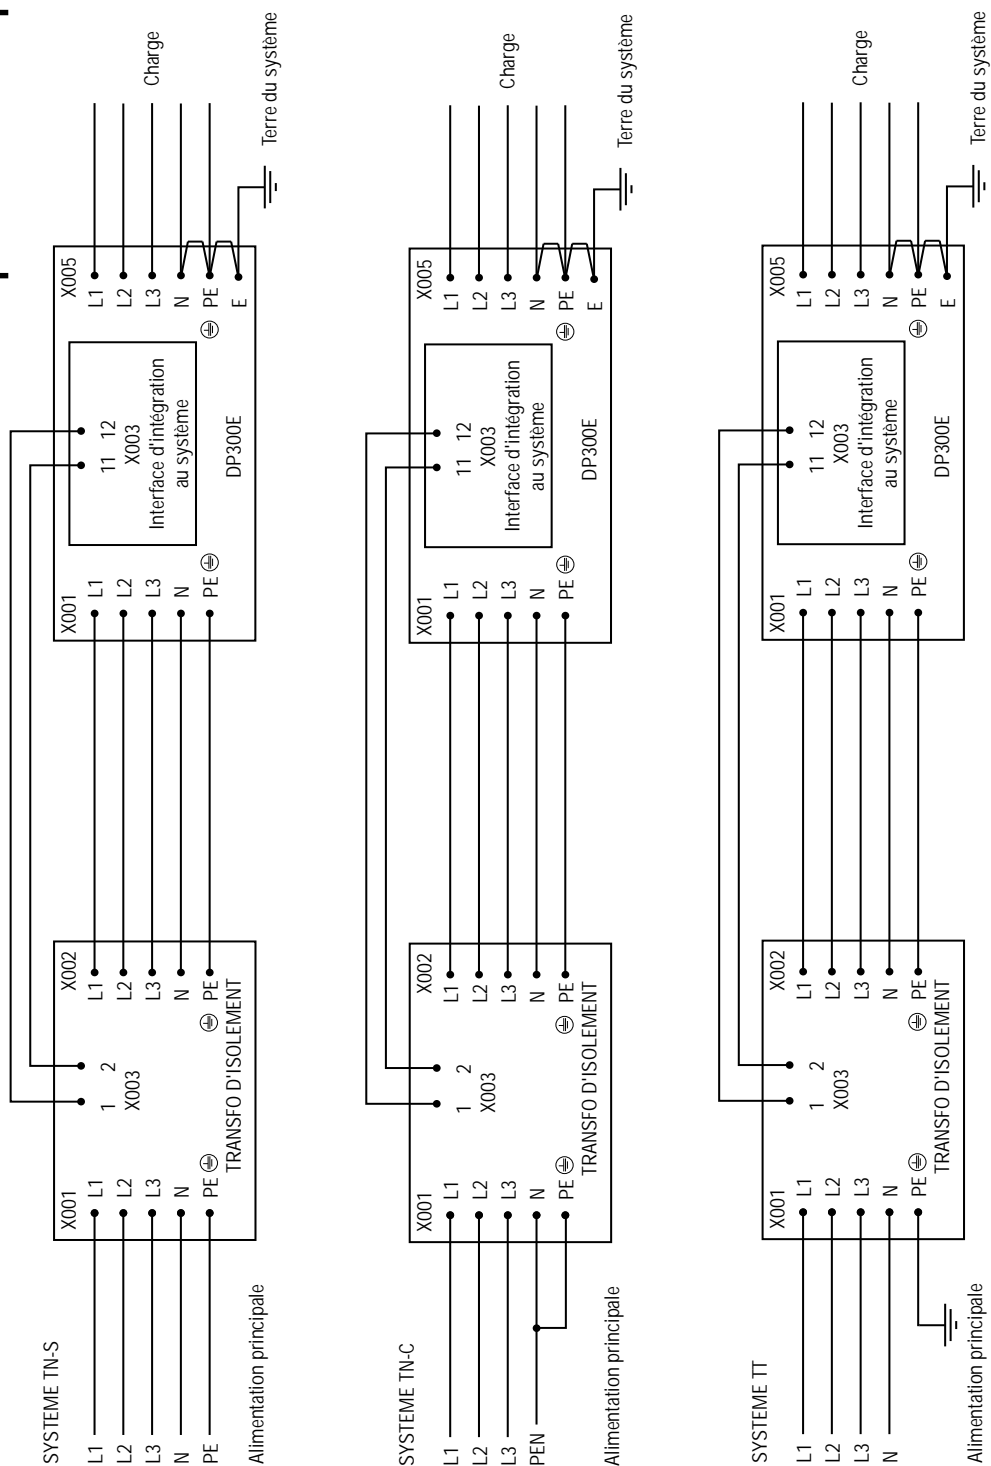 SYSTEME TN-S
L1
L2
L3
N
PE
Alimentation principale
X001
L1
L2
L3
N
PE
1 2
X003
TRANSFO D'ISOLEMENT
X002
L1
L2
L3
N
PE
X001
L1
L2
L3
N
PE
11 12
X003
Interface d'intégration
au système
DP300E
X005
L1
L2
L3
N
PE
E
Charge
Terre du système
SYSTEME TN-C
L1
L2
L3
PEN
Alimentation principale
X001
L1
L2
L3
N
PE
1 2
X003
TRANSFO D'ISOLEMENT
X002
L1
L2
L3
N
PE
X001
L1
L2
L3
N
PE
11 12
X003
Interface d'intégration
au système
DP300E
X005
L1
L2
L3
N
PE
E
Charge
Terre du système
SYSTEME TT
L1
L2
L3
N
Alimentation principale
X001
L1
L2
L3
N
PE
1 2
X003
TRANSFO D'ISOLEMENT
X002
L1
L2
L3
N
PE
X001
L1
L2
L3
N
PE
11 12
X003
Interface d'intégration
au système
DP300E
X005
L1
L2
L3
N
PE
E
Charge
Terre du système